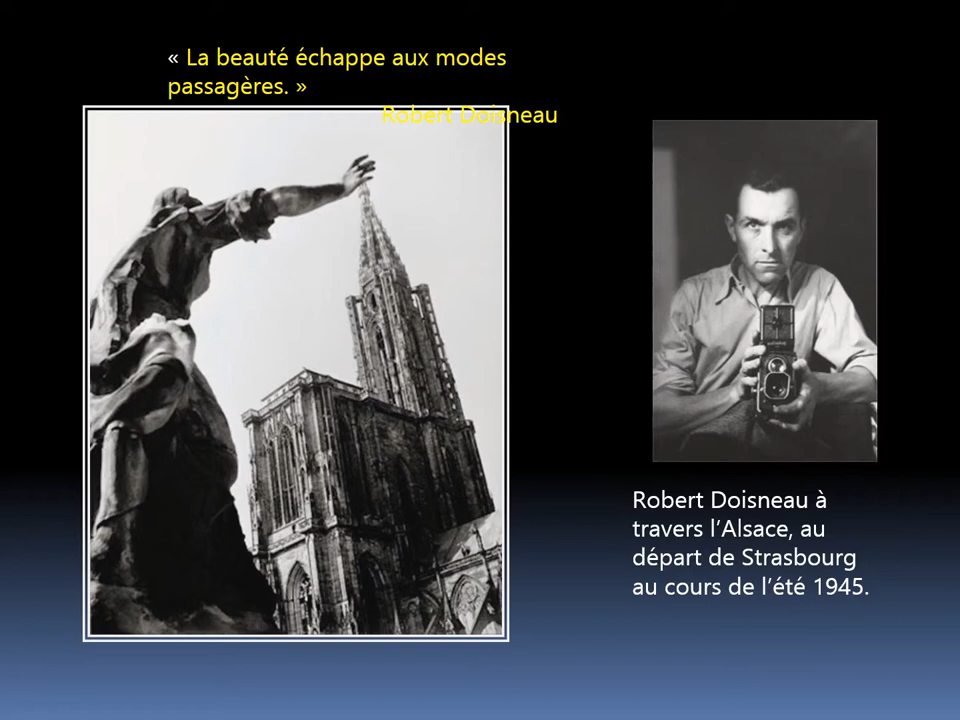 « La beauté échappe aux modes
passagères. »
Robert Doisneau
Robert Doisneau à
travers l’Alsace, au
départ de Strasbourg
au cours de l’été 1945.